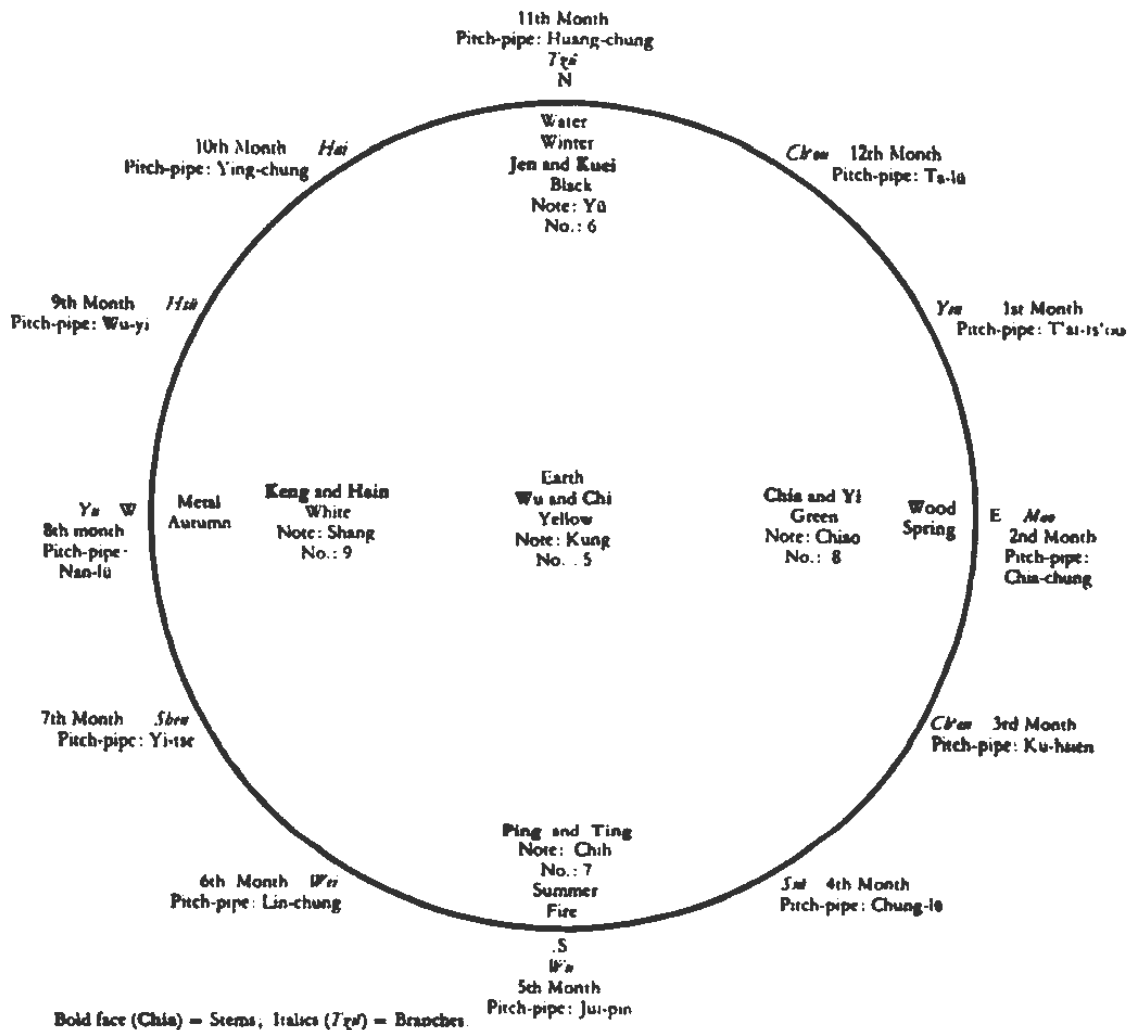 11th Month
Pitch-pipe: Huang-chung
Tzŭ
N
Water
Winter
Jen and Kuei
Black
Note: Yü
No.: 6
10th Month Hai
Pitch-pipe: Ying-chung
Ch'ou 12th Month
Pitch-pipe: Ta-lü
9th Month Hsü
Pitch-pipe: Wu-yi
Yin 1st Month
Pitch-pipe: T'ai-ts'ou
Yu W
8th month
Pitch-pipe-
Nan-lü
Metal
Autumn
Keng and Hsin
White
Note: Shang
No.: 9
Earth
Wu and Chi
Yellow
Note: Kung
No. . 5
Chia and Yi
Green
Note: Chiao
No.: 8
Wood
Spring
E Mao
2nd Month
Pitch-pipe:
Chia-chung
7th Month Shen
Pitch-pipe: Yi-tse
Ch'en 3rd Month
Pitch-pipe: Ku-hsien
Ping and Ting
Note: Chih
No.: 7
Summer
Fire
6th Month Wei
Pitch-pipe: Lin-chung
Ssŭ 4th Month
Pitch-pipe: Chung-lü
.S
Wu
5th Month
Pitch-pipe: Jui-pin
Bold face (Chia) = Stems; Italics (Tzŭ) = Branches.